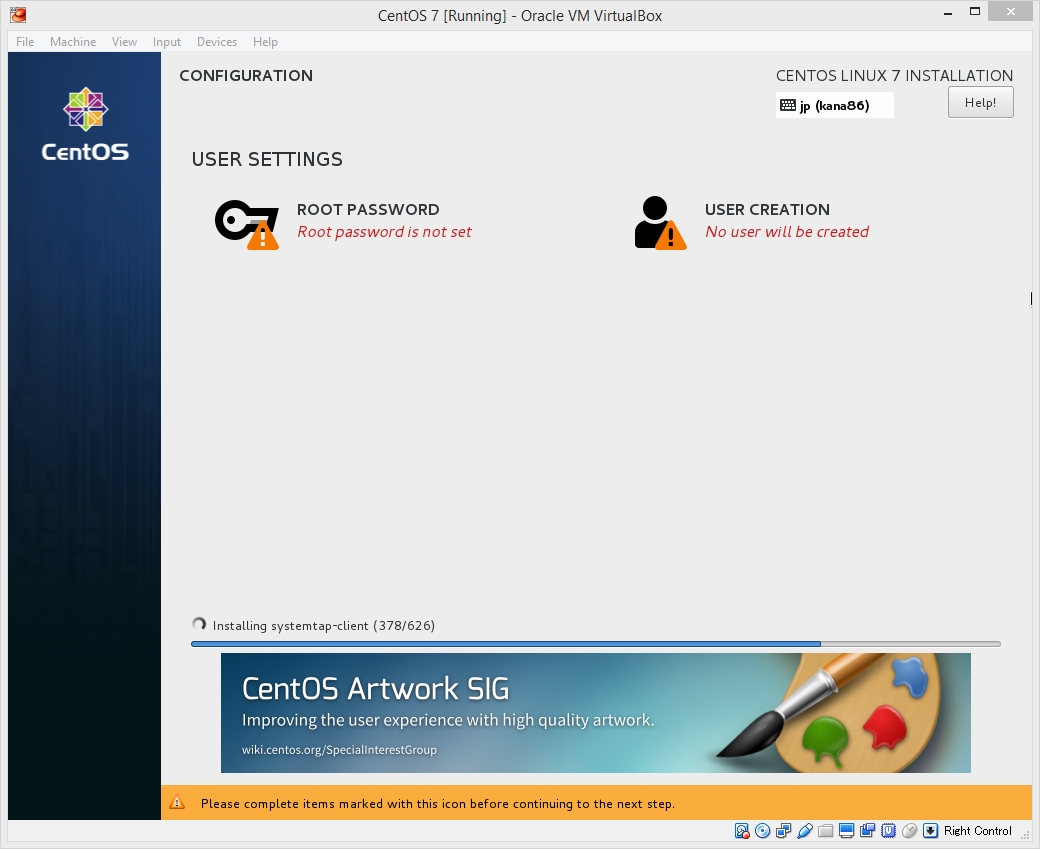 CentOS 7 [Running] - Oracle VM VirtualBox
File Machine View Input Devices Help
CentOS
CONFIGURATION
CENTOS LINUX 7 INSTALLATION
jp (kana86)
Help!
USER SETTINGS
ROOT PASSWORD
Root password is not set
USER CREATION
No user will be created
Installing systemtap-client (378/626)
CentOS Artwork SIG
Improving the user experience with high quality artwork.
wiki.centos.org/SpecialInterestGroup
Please complete items marked with this icon before continuing to the next step.
Right Control